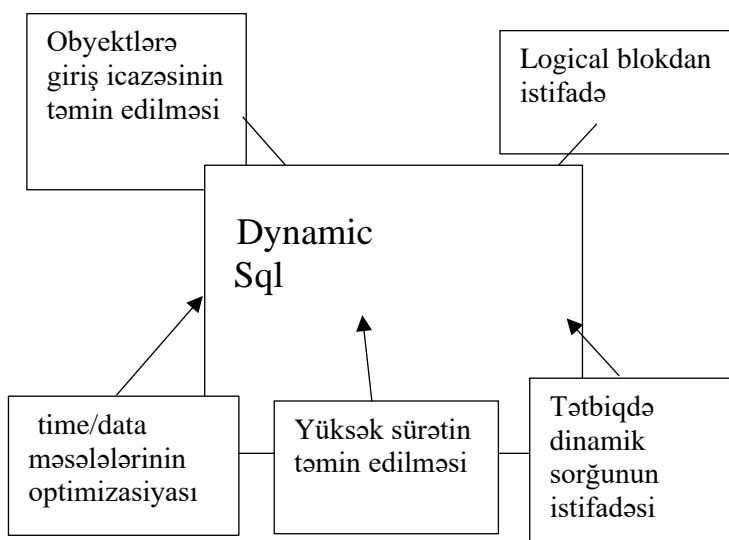 Obyektlərə
giriş icazəsinin
təmin edilməsi
Logical blokdan
istifadə
Dynamic
Sql
time/data
məsələlərinin
optimizasiyası
Yüksək sürətin
təmin edilməsi
Tətbiqdə
dinamik
sorğunun
istifadəsi